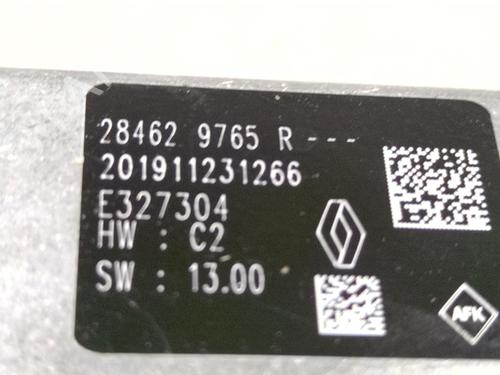 28462 9765 R ---
201911231266
E327304
HW : C2
SW : 13.00
AFK